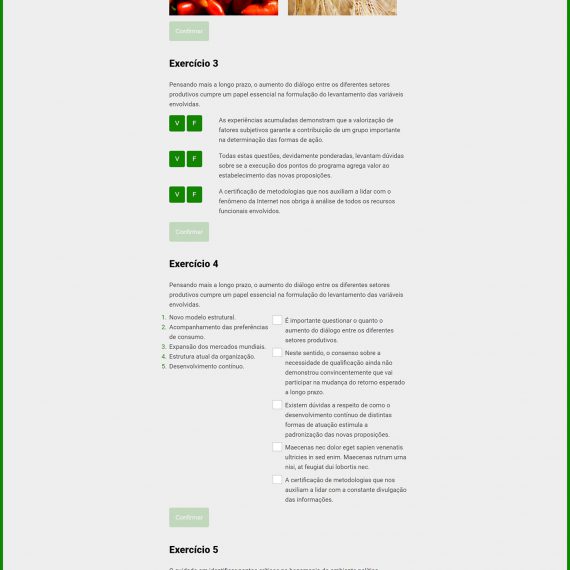 Confirmar
Exercício 3
Pensando mais a longo prazo, o aumento do diálogo entre os diferentes setores
produtivos cumpre um papel essencial na formulação do levantamento das variáveis
envolvidas.
V F As experiências acumuladas demonstram que a valorização de
fatores subjetivos garante a contribuição de um grupo importante
na determinação das formas de ação.
V F Todas estas questões, devidamente ponderadas, levantam dúvidas
sobre se a execução dos pontos do programa agrega valor ao
estabelecimento das novas proposições.
V F A certificação de metodologias que nos auxiliam a lidar com o
fenômeno da Internet nos obriga à análise de todos os recursos
funcionais envolvidos.
Confirmar
Exercício 4
Pensando mais a longo prazo, o aumento do diálogo entre os diferentes setores
produtivos cumpre um papel essencial na formulação do levantamento das variáveis
envolvidas.
1. Novo modelo estrutural.
2. Acompanhamento das preferências
de consumo.
3. Expansão dos mercados mundiais.
4. Estrutura atual da organização.
5. Desenvolvimento contínuo.
É importante questionar o quanto o
aumento do diálogo entre os diferentes
setores produtivos.
Neste sentido, o consenso sobre a
necessidade de qualificação ainda não
demonstrou convincentemente que vai
participar na mudança do retorno esperado
a longo prazo.
Existem dúvidas a respeito de como o
desenvolvimento contínuo de distintas
formas de atuação estimula a
padronização das novas proposições.
Maecenas nec dolor eget sapien venenatis
ultricies in sed enim. Maecenas rutrum urna
nisi, at feugiat dui lobortis nec.
A certificação de metodologias que nos
auxiliam a lidar com a constante divulgação
das informações.
Confirmar
Exercício 5